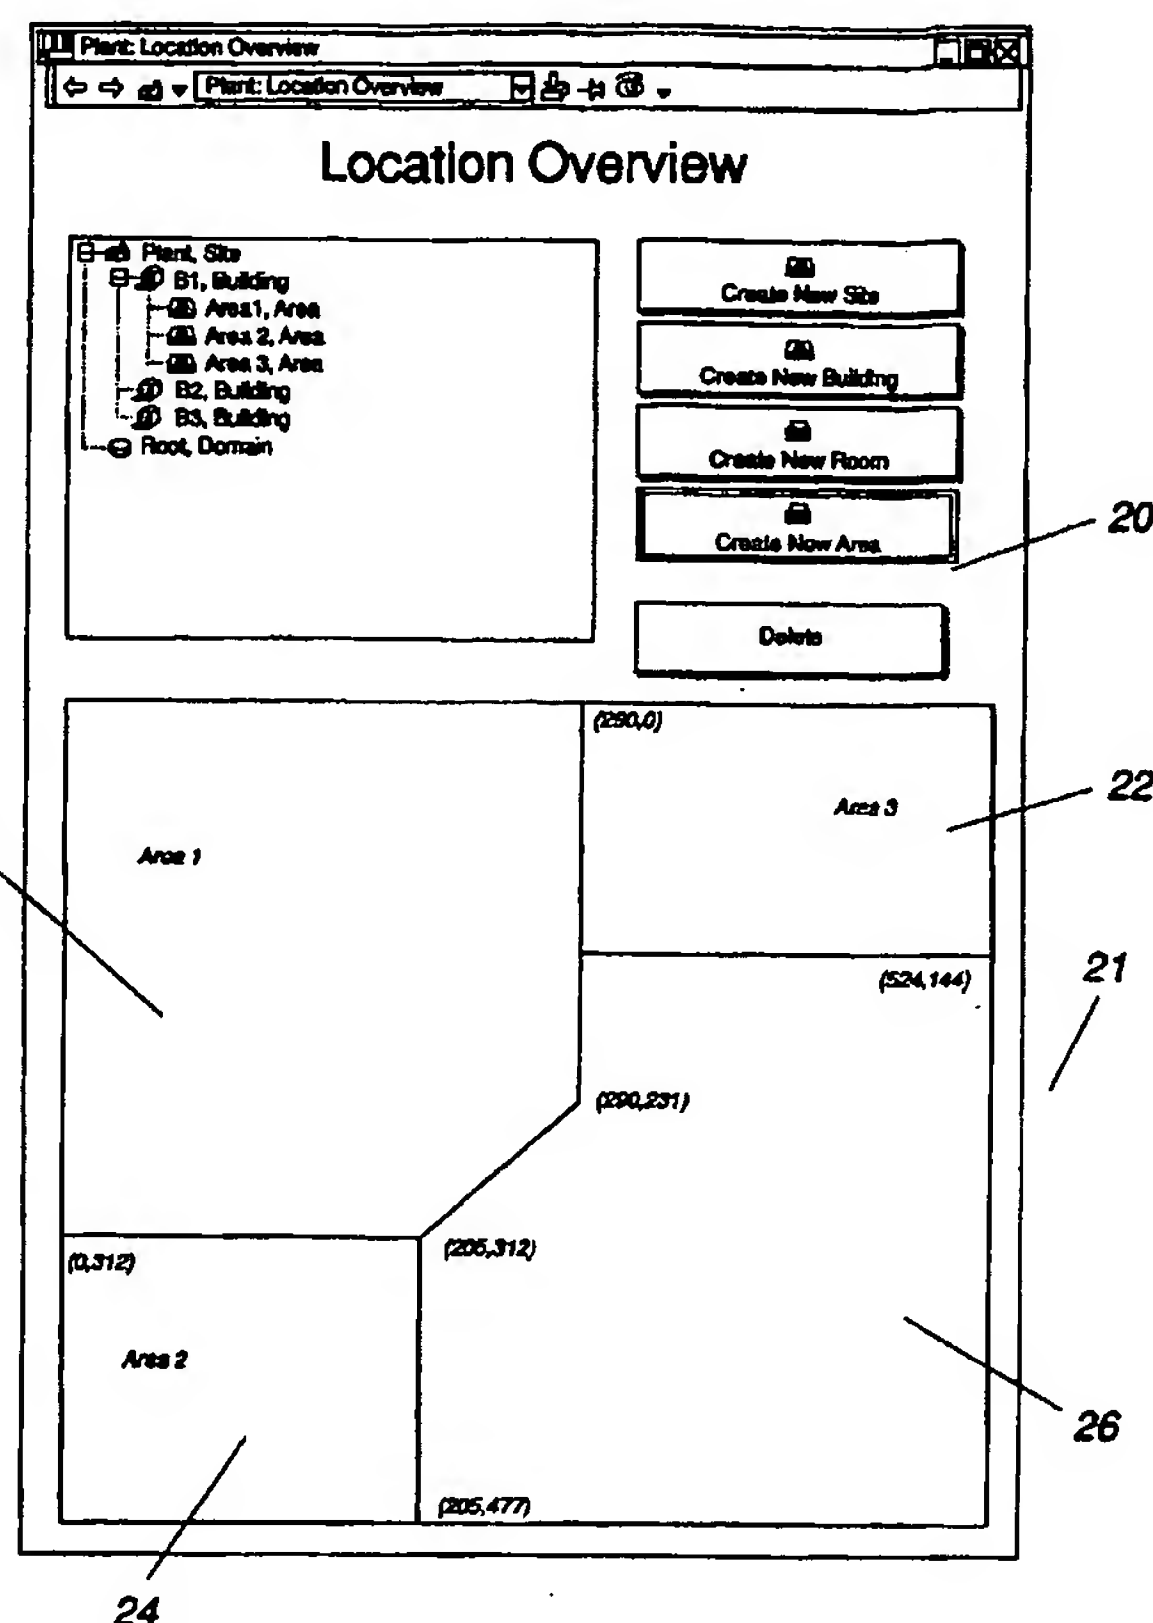 Plant: Location Overview
Plant: Location Overview
Location Overview
Plant, Site
B1, Building
Area1, Area
Area 2, Area
Area 3, Area
B2, Building
B3, Building
Root, Domain
Create New Site
Create New Building
Create New Room
Create New Area
Delete
20
(290,0)
Area 3
22
Area 1
(524,144)
21
(290,231)
(205,312)
(0,312)
Area 2
26
(205,477)
24